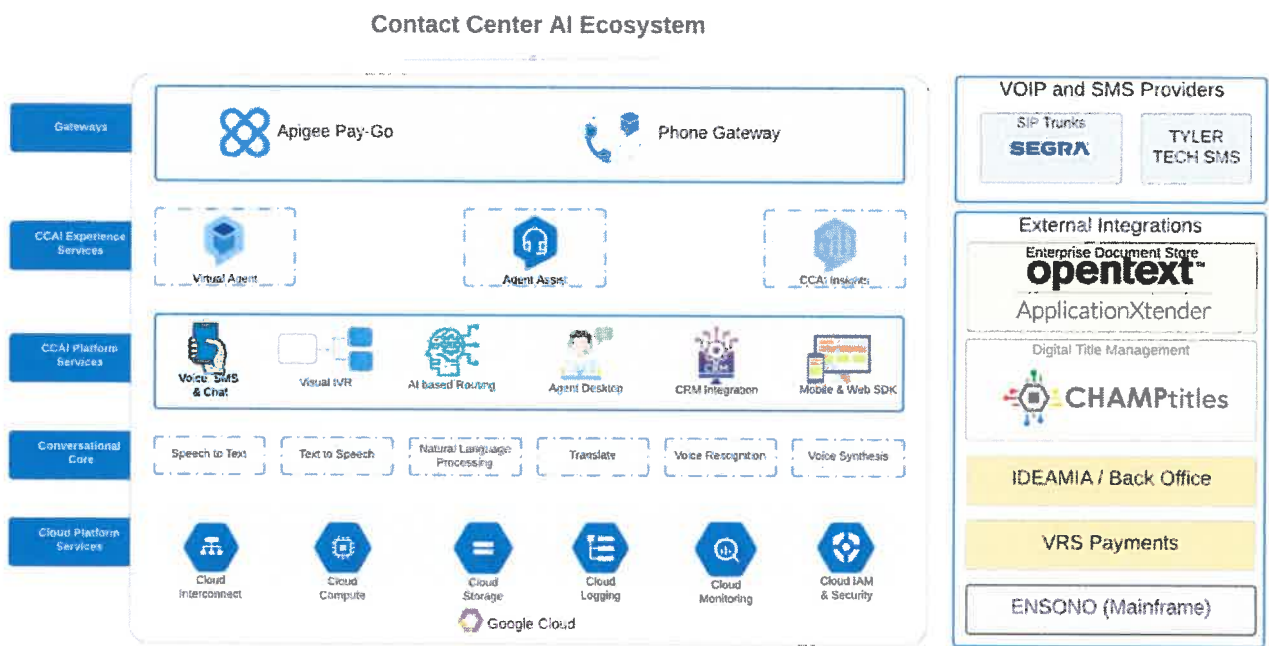 Contact Center AI Ecosystem
Gateways
Apigee Pay-Go
Phone Gateway
CCAI Experience
Services
Virtual Agent
Agent Assist
CCAI Insights
CCAI Platform
Services
Voice, SMS
& Chat
Visual IVR
AI based Routing
Agent Desktop
CRM
CRM Integration
Mobile & Web SDK
Conversational
Core
Speech to Text
Text to Speech
Natural Language
Processing
Translate
Voice Recognition
Voice Synthesis
Cloud Platform
Services
Cloud
Interconnect
Cloud
Compute
Cloud
Storage
Cloud
Logging
Cloud
Monitoring
Cloud IAM
& Security
Google Cloud
VOIP and SMS Providers
SIP Trunks
SEGRA
TYLER
TECH SMS
External Integrations
Enterprise Document Store
opentext™
ApplicationXtender
Digital Title Management
CHAMPtitles
IDEAMIA / Back Office
VRS Payments
ENSONO (Mainframe)